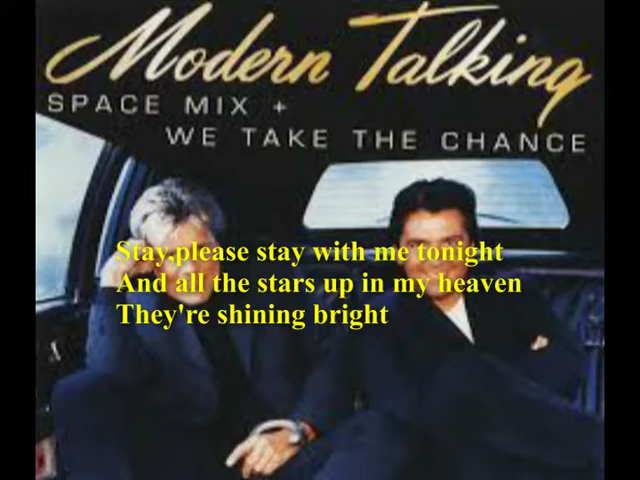 Modern Talking
SPACE MIX +
WE TAKE THE CHANCE
Stay,please stay with me tonight
And all the stars up in my heaven
They're shining bright